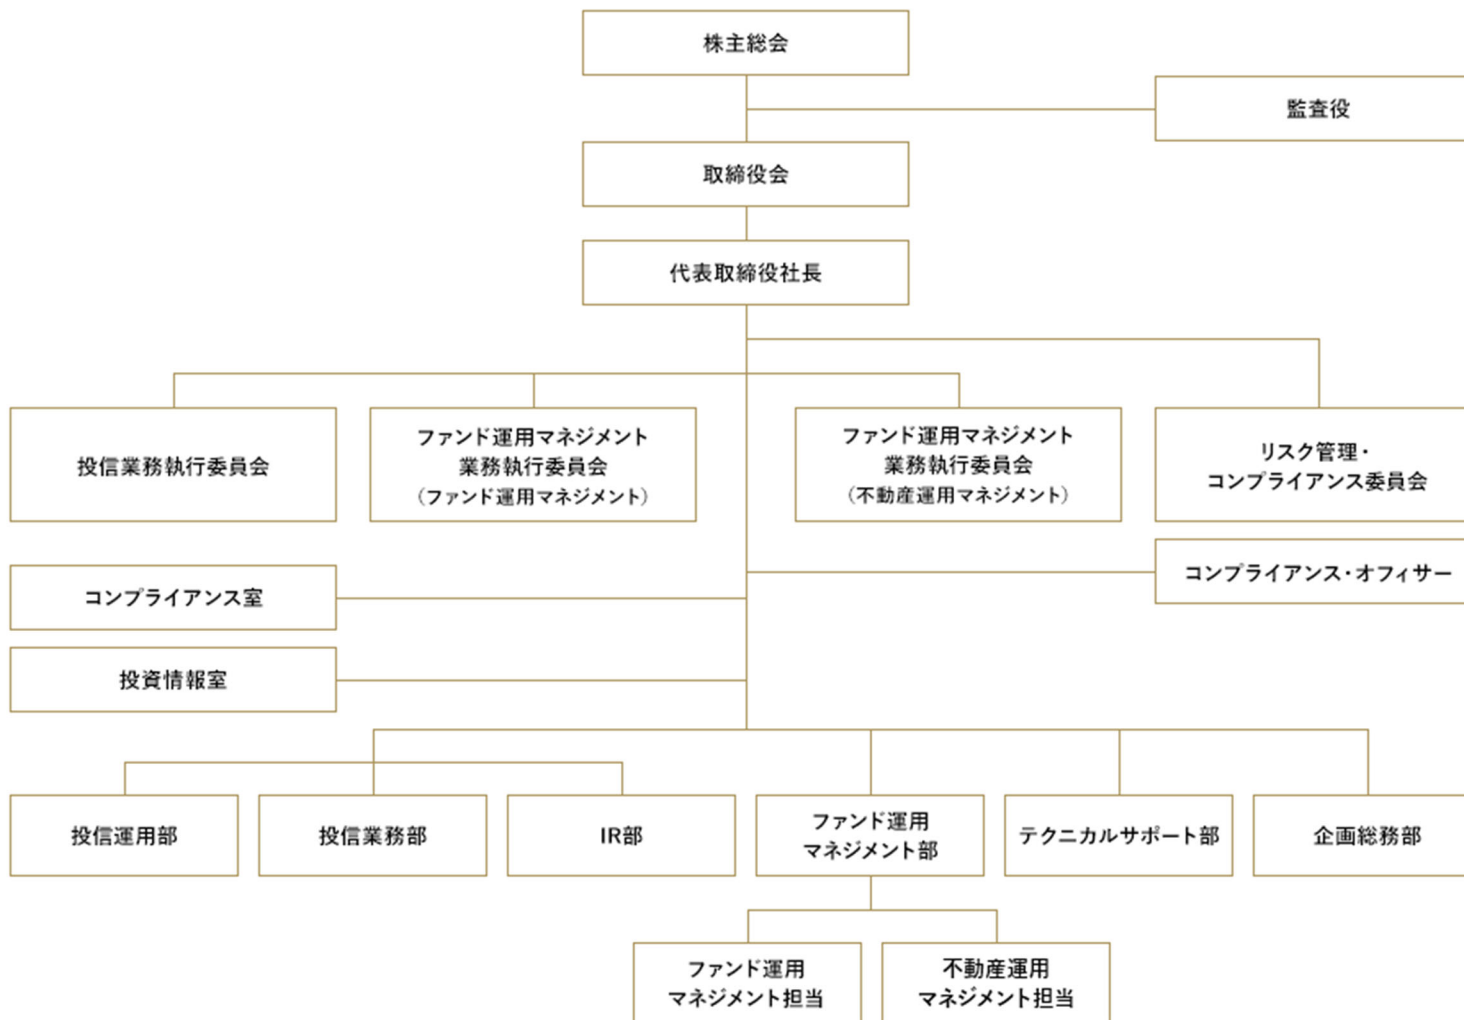 株主総会
監査役
取締役会
代表取締役社長
投信業務執行委員会
ファンド運用マネジメント
業務執行委員会
（ファンド運用マネジメント）
ファンド運用マネジメント
業務執行委員会
（不動産運用マネジメント）
リスク管理・
コンプライアンス委員会
コンプライアンス・オフィサー
コンプライアンス室
投資情報室
投信運用部
投信業務部
IR部
ファンド運用
マネジメント部
テクニカルサポート部
企画総務部
ファンド運用
マネジメント担当
不動産運用
マネジメント担当